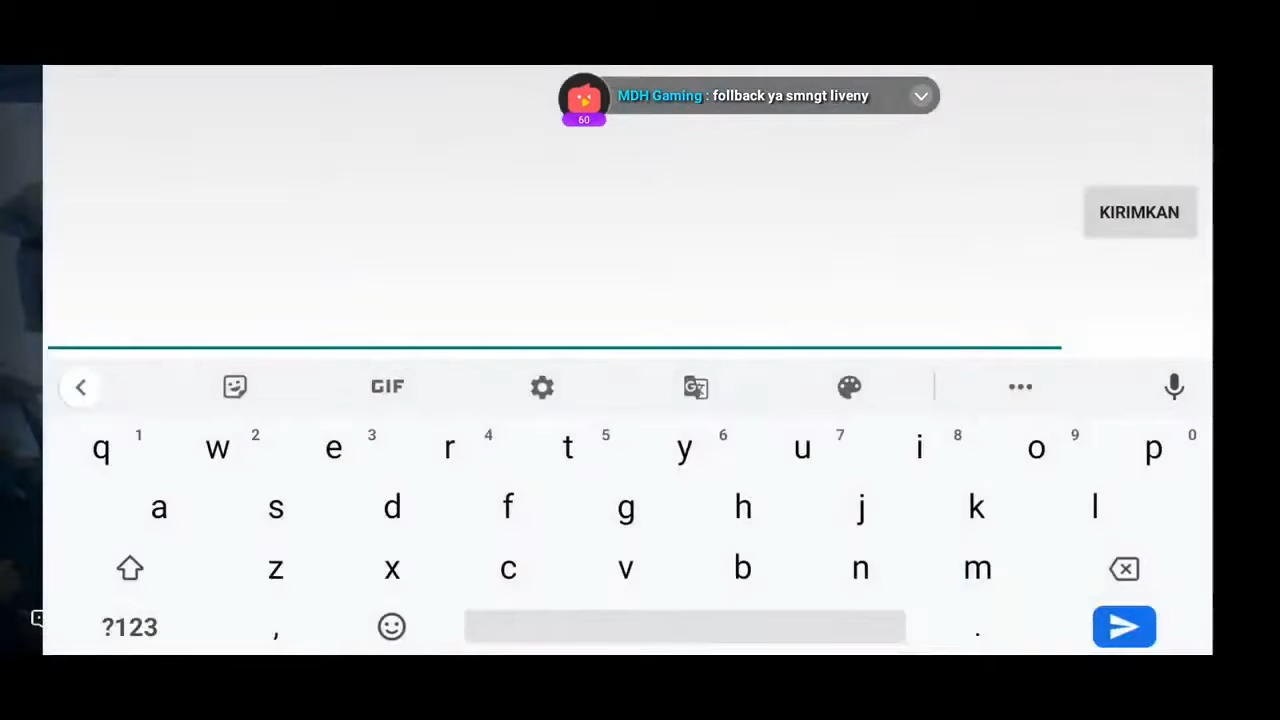 MDH Gaming : follback ya smngt liveny
60
KIRIMKAN
GIF
q 1 w 2 e 3 r 4 t 5 y 6 u 7 i 8 o 9 p 0
a s d f g h j k l
z x c v b n m
?123 , .